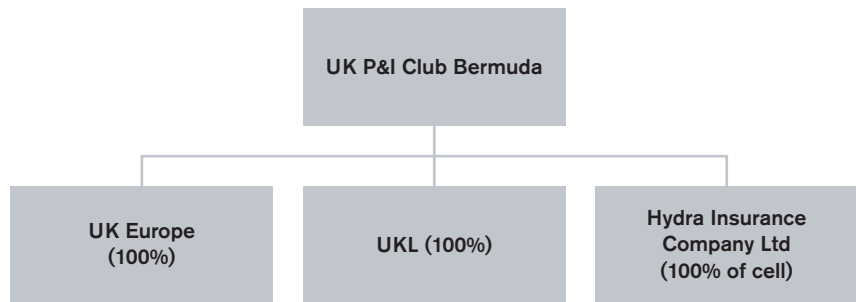 UK P&I Club Bermuda
UK Europe
(100%)
UKL (100%)
Hydra Insurance
Company Ltd
(100% of cell)